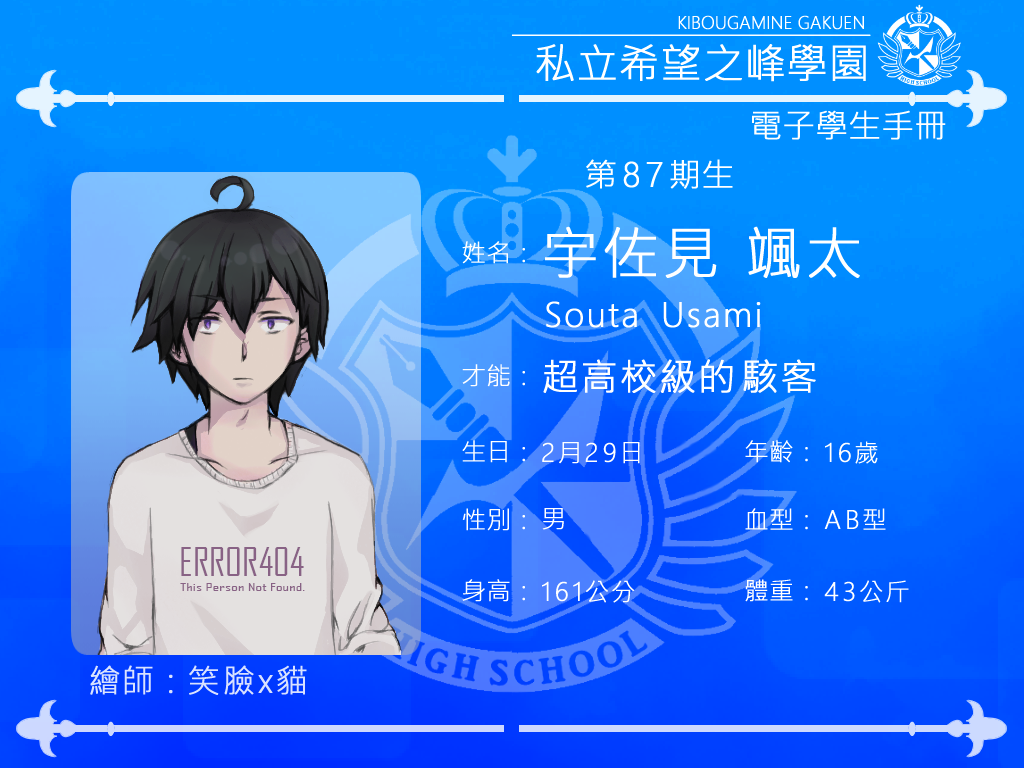 KIBOUGAMINE GAKUEN
私立希望之峰學園
HIGH SCHOOL
電子學生手冊
第87期生
姓名：宇佐見 颯太
Souta Usami
才能：超高校級的駭客
生日：2月29日
年齡：16歲
性別：男
血型：AB型
身高：161公分
體重：43公斤
ERROR404
This Person Not Found.
HIGH SCHOOL
繪師：笑臉x貓